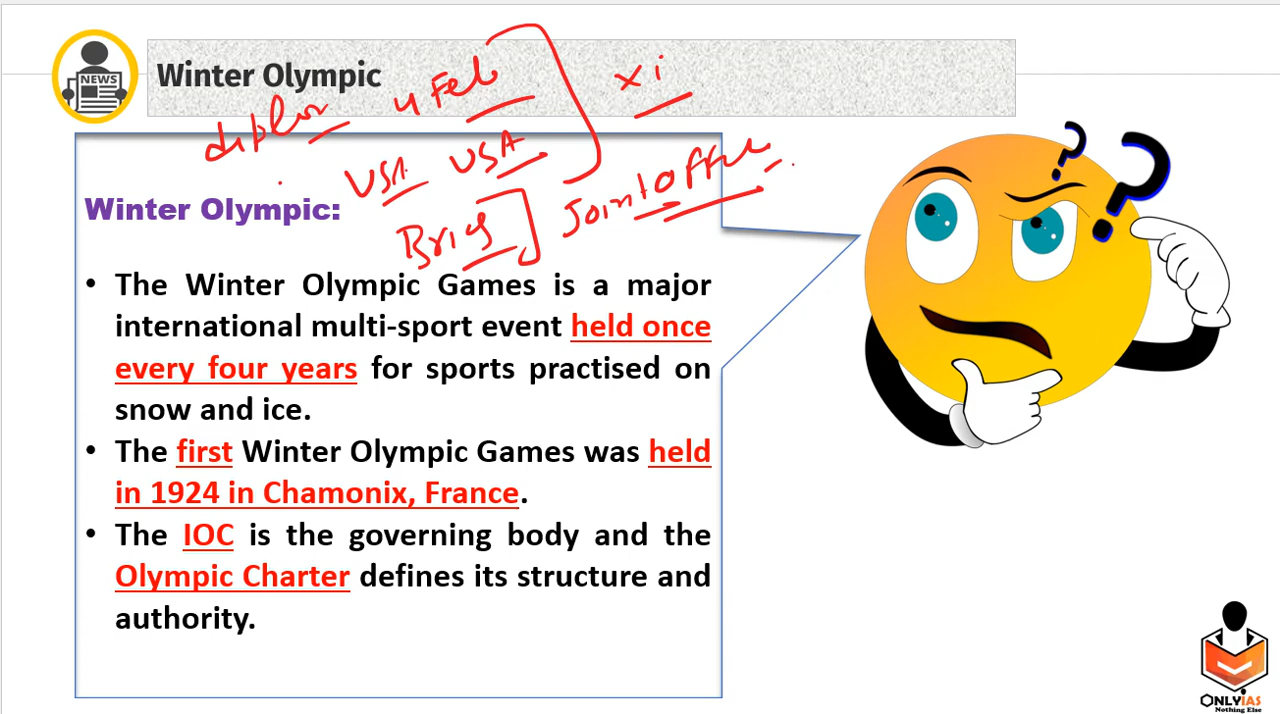 NEWS
Winter Olympic
4 Feb
Xi
USA USA
Joint
Winter Olympic:
• The Winter Olympic Games is a major
international multi-sport event held once
every four years for sports practised on
snow and ice.
• The first Winter Olympic Games was held
in 1924 in Chamonix, France.
• The IOC is the governing body and the
Olympic Charter defines its structure and
authority.
? ? ?
ONLYIAS
Nothing Else